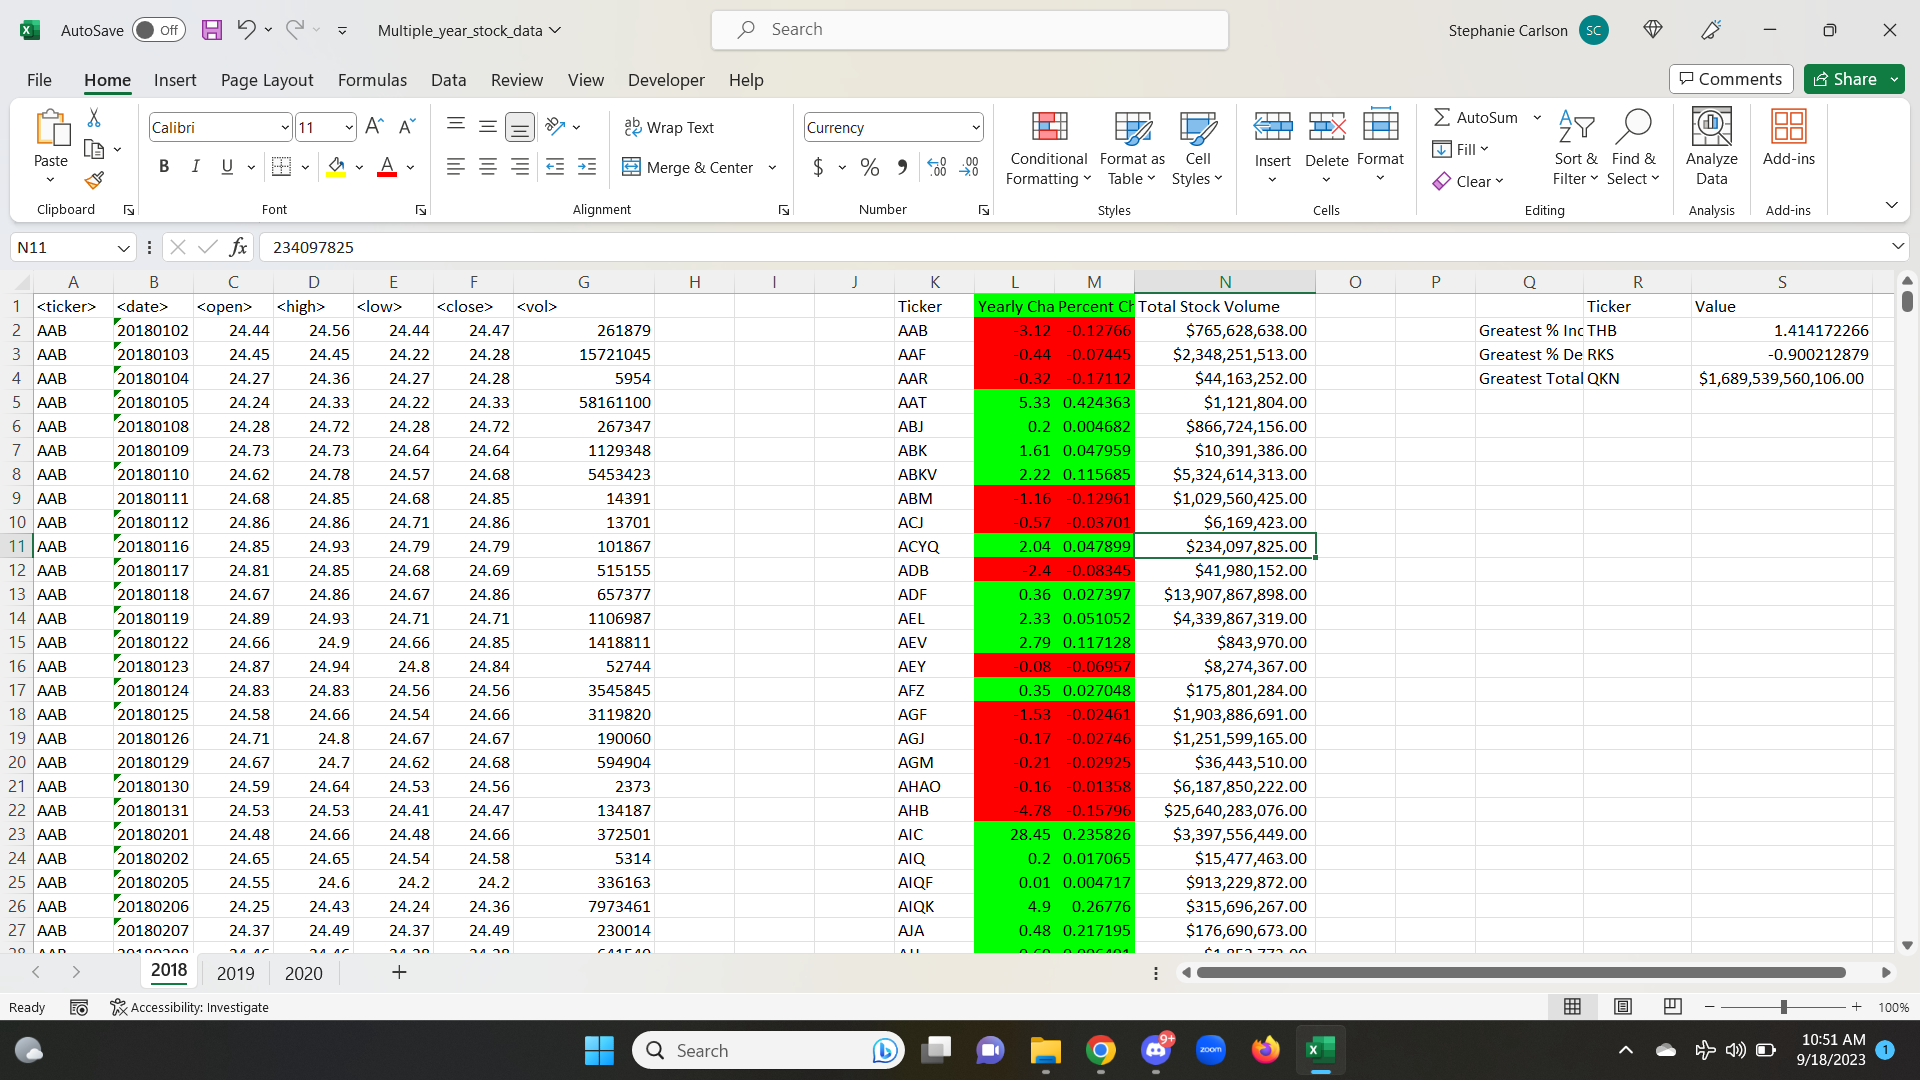 AutoSave Off Multiple_year_stock_data Search Stephanie Carlson SC
File Home Insert Page Layout Formulas Data Review View Developer Help Comments Share
Paste Calibri 11 Wrap Text Currency Conditional Formatting Format as Table Cell Styles Insert Delete Format AutoSum Fill Clear Sort & Filter Find & Select Analyze Data Add-ins
B I U A Merge & Center $ %
Clipboard Font Alignment Number Styles Cells Editing Analysis Add-ins
N11 fx 234097825
A B C D E F G H I J K L M N O P Q R S
1 <ticker> <date> <open> <high> <low> <close> <vol> Ticker Yearly Cha Percent Ch Total Stock Volume Ticker Value
2 AAB 20180102 24.44 24.56 24.44 24.47 261879 AAB -3.12 -0.12766 $765,628,638.00 Greatest % Inc THB 1.414172266
3 AAB 20180103 24.45 24.45 24.22 24.28 15721045 AAF -0.44 -0.07445 $2,348,251,513.00 Greatest % De RKS -0.900212879
4 AAB 20180104 24.27 24.36 24.27 24.28 5954 AAR -0.32 -0.17112 $44,163,252.00 Greatest Total QKN $1,689,539,560,106.00
5 AAB 20180105 24.24 24.33 24.22 24.33 58161100 AAT 5.33 0.424363 $1,121,804.00
6 AAB 20180108 24.28 24.72 24.28 24.72 267347 ABJ 0.2 0.004682 $866,724,156.00
7 AAB 20180109 24.73 24.73 24.64 24.64 1129348 ABK 1.61 0.047959 $10,391,386.00
8 AAB 20180110 24.62 24.78 24.57 24.68 5453423 ABKV 2.22 0.115685 $5,324,614,313.00
9 AAB 20180111 24.68 24.85 24.68 24.85 14391 ABM -1.16 -0.12961 $1,029,560,425.00
10 AAB 20180112 24.86 24.86 24.71 24.86 13701 ACJ -0.57 -0.03701 $6,169,423.00
11 AAB 20180116 24.85 24.93 24.79 24.79 101867 ACYQ 2.04 0.047899 $234,097,825.00
12 AAB 20180117 24.81 24.85 24.68 24.69 515155 ADB -2.4 -0.08345 $41,980,152.00
13 AAB 20180118 24.67 24.86 24.67 24.86 657377 ADF 0.36 0.027397 $13,907,867,898.00
14 AAB 20180119 24.89 24.93 24.71 24.71 1106987 AEL 2.33 0.051052 $4,339,867,319.00
15 AAB 20180122 24.66 24.9 24.66 24.85 1418811 AEV 2.79 0.117128 $843,970.00
16 AAB 20180123 24.87 24.94 24.8 24.84 52744 AEY -0.08 -0.06957 $8,274,367.00
17 AAB 20180124 24.83 24.83 24.56 24.56 3545845 AFZ 0.35 0.027048 $175,801,284.00
18 AAB 20180125 24.58 24.66 24.54 24.66 3119820 AGF -1.53 -0.02461 $1,903,886,691.00
19 AAB 20180126 24.71 24.8 24.67 24.67 190060 AGJ -0.17 -0.02746 $1,251,599,165.00
20 AAB 20180129 24.67 24.7 24.62 24.68 594904 AGM -0.21 -0.02925 $36,443,510.00
21 AAB 20180130 24.59 24.64 24.53 24.56 2373 AHAO -0.16 -0.01358 $6,187,850,222.00
22 AAB 20180131 24.53 24.53 24.41 24.47 134187 AHB -4.78 -0.15796 $25,640,283,076.00
23 AAB 20180201 24.48 24.66 24.48 24.66 372501 AIC 28.45 0.235826 $3,397,556,449.00
24 AAB 20180202 24.65 24.65 24.54 24.58 5314 AIQ 0.2 0.017065 $15,477,463.00
25 AAB 20180205 24.55 24.6 24.2 24.2 336163 AIQF 0.01 0.004717 $913,229,872.00
26 AAB 20180206 24.25 24.43 24.24 24.36 7973461 AIQK 4.9 0.26776 $315,696,267.00
27 AAB 20180207 24.37 24.49 24.37 24.49 230014 AJA 0.48 0.217195 $176,690,673.00
2018 2019 2020
Ready Accessibility: Investigate 100%
Search 9+ zoom 10:51 AM
9/18/2023 1